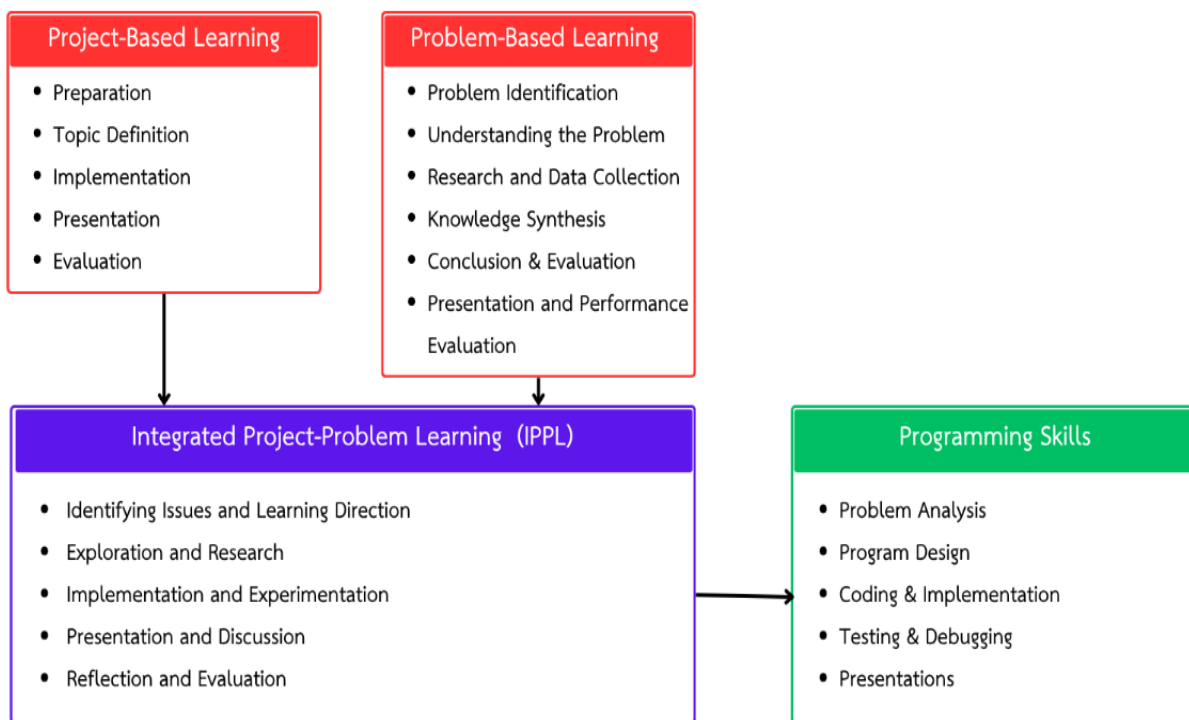 Project-Based Learning
• Preparation
• Topic Definition
• Implementation
• Presentation
• Evaluation
Problem-Based Learning
• Problem Identification
• Understanding the Problem
• Research and Data Collection
• Knowledge Synthesis
• Conclusion & Evaluation
• Presentation and Performance
Evaluation
Integrated Project-Problem Learning (IPPL)
• Identifying Issues and Learning Direction
• Exploration and Research
• Implementation and Experimentation
• Presentation and Discussion
• Reflection and Evaluation
Programming Skills
• Problem Analysis
• Program Design
• Coding & Implementation
• Testing & Debugging
• Presentations